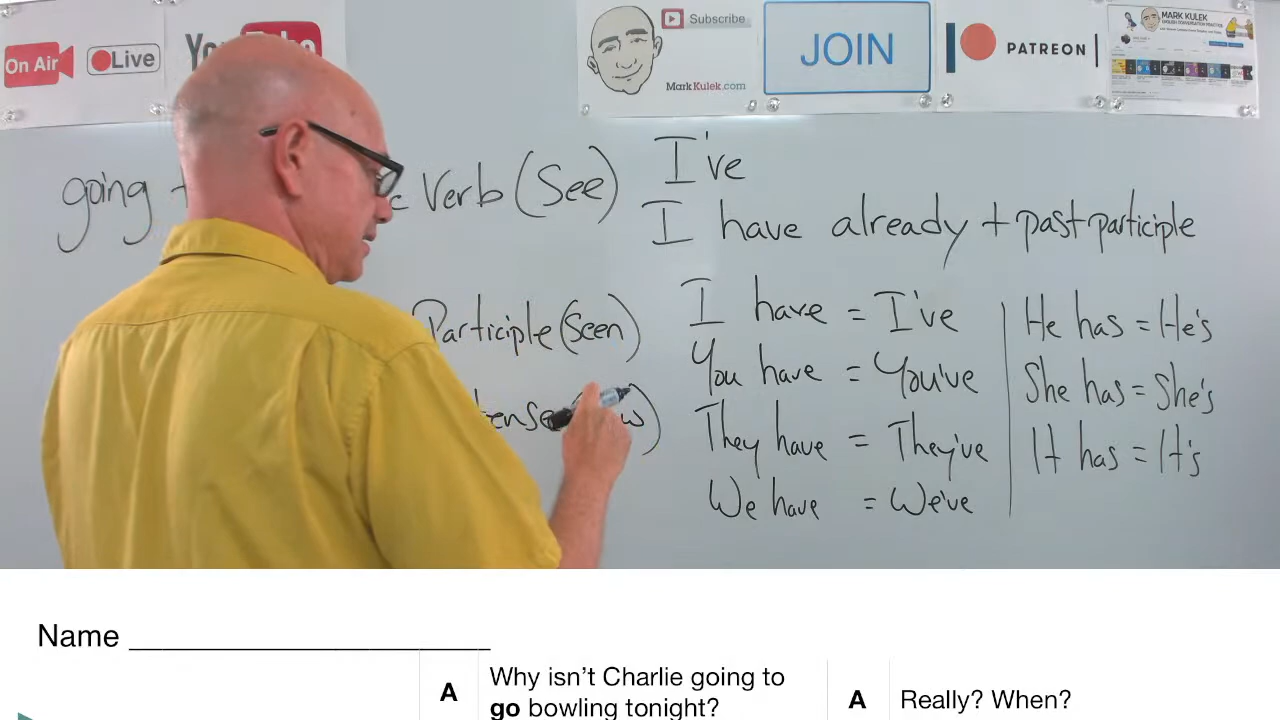 On Air
Live
Subscribe
MarkKulek.com
JOIN
PATREON
MARK KULEK
going
Verb (See)
I've
I have already + past participle
Participle (Seen)
tense
I have = I've
You have = You've
They have = They've
We have = We've
He has = He's
She has = She's
It has = It's
Name
A
Why isn't Charlie going to
go bowling tonight?
A
Really? When?